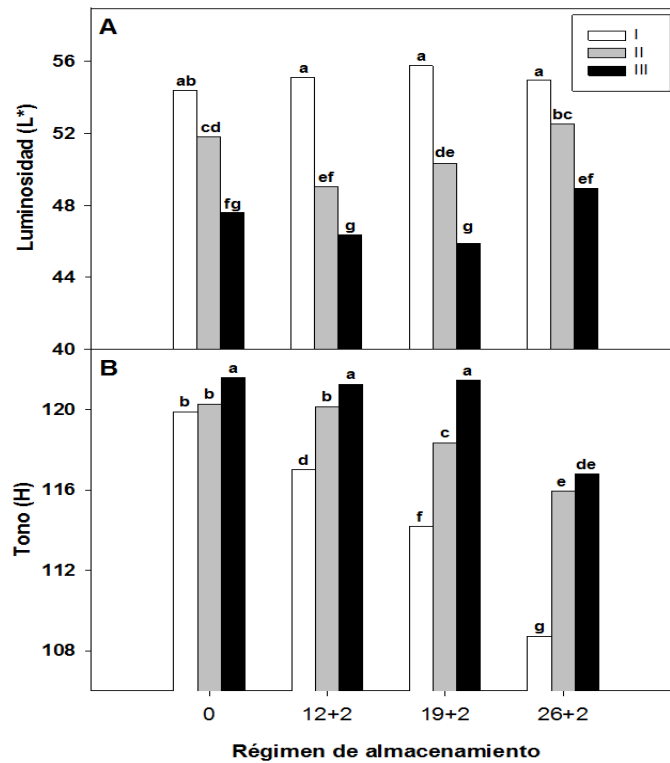 A
I
II
III
56
52
48
44
40
Luminosidad (L*)
ab
cd
fg
a
ef
g
a
de
g
a
bc
ef
B
120
116
112
108
Tono (H)
b
b
a
d
b
a
f
c
a
g
e
de
0
12+2
19+2
26+2
Régimen de almacenamiento